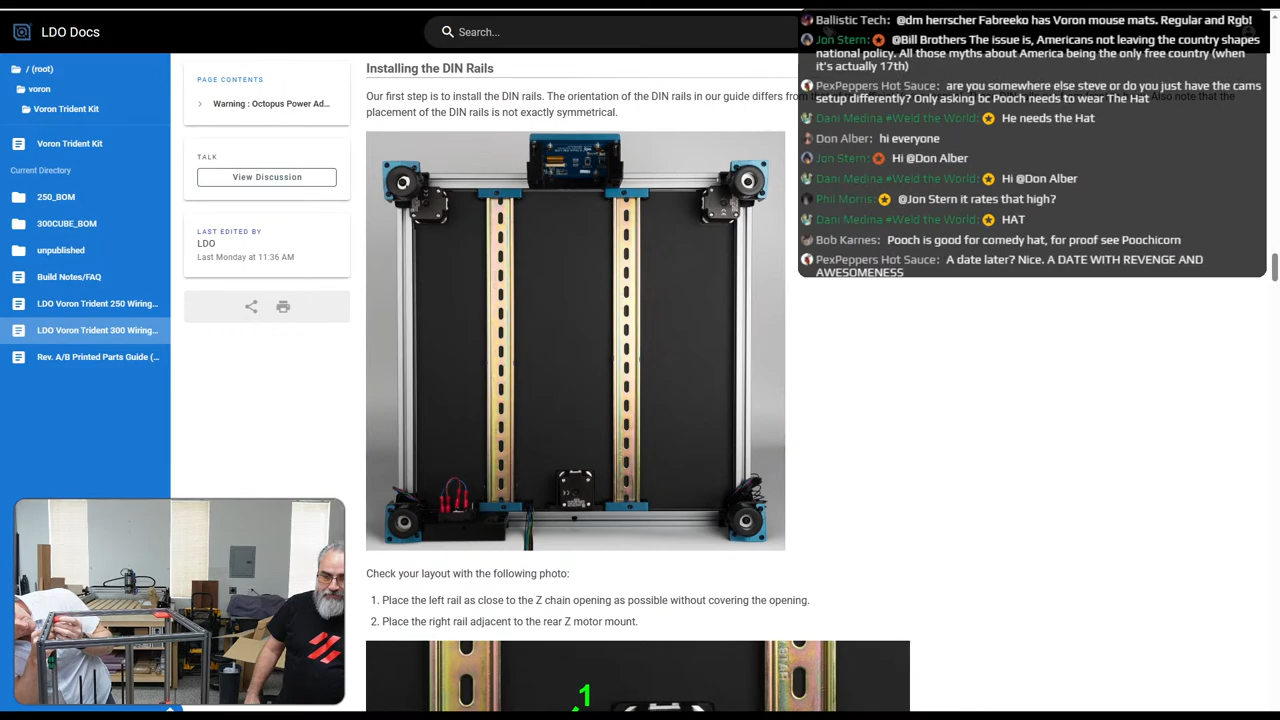 LDO Docs
Search...
/ (root)
voron
Voron Trident Kit
Voron Trident Kit
Current Directory
250_BOM
300CUBE_BOM
unpublished
Build Notes/FAQ
LDO Voron Trident 250 Wiring...
LDO Voron Trident 300 Wiring...
Rev. A/B Printed Parts Guide (...
PAGE CONTENTS
Warning : Octopus Power Ad...
TALK
View Discussion
LAST EDITED BY
LDO
Last Monday at 11:36 AM
Installing the DIN Rails
Our first step is to install the DIN rails. The orientation of the DIN rails in our guide differs from
Also note that the
placement of the DIN rails is not exactly symmetrical.
Check your layout with the following photo:
1. Place the left rail as close to the Z chain opening as possible without covering the opening.
2. Place the right rail adjacent to the rear Z motor mount.
1
Ballistic Tech: @dm herrscher Fabreeko has Voron mouse mats. Regular and Rgb!
Jon Stern: @Bill Brothers The issue is, Americans not leaving the country shapes
national policy. All those myths about America being the only free country (when
it's actually 17th)
PexPeppers Hot Sauce: are you somewhere else steve or do you just have the cams
setup differently? Only asking bc Pooch needs to wear The Hat
Dani Medina #Weld the World: He needs the Hat
Don Alber: hi everyone
Jon Stern: Hi @Don Alber
Dani Medina #Weld the World: Hi @Don Alber
Phil Morris: @Jon Stern it rates that high?
Dani Medina #Weld the World: HAT
Bob Karnes: Pooch is good for comedy hat, for proof see Poochicorn
PexPeppers Hot Sauce: A date later? Nice. A DATE WITH REVENGE AND
AWESOMENESS